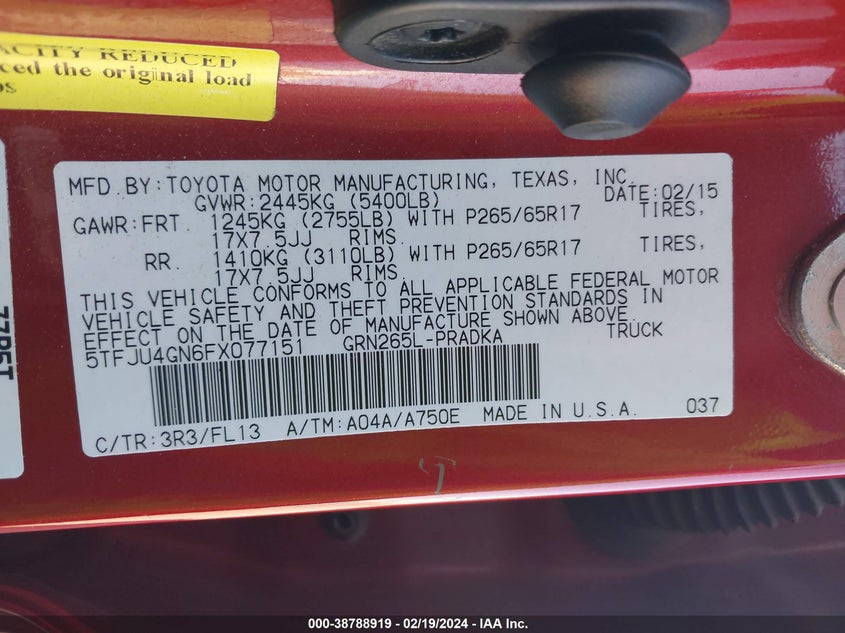 ACITY REDUCED
ced the original load
os
77P5T
MFD BY:TOYOTA MOTOR MANUFACTURING, TEXAS, INC.
GVWR:2445KG (5400LB) DATE:02/15
GAWR:FRT. 1245KG (2755LB) WITH P265/65R17 TIRES,
17X7.5JJ RIMS.
RR. 1410KG (3110LB) WITH P265/65R17 TIRES,
17X7.5JJ RIMS.
THIS VEHICLE CONFORMS TO ALL APPLICABLE FEDERAL MOTOR
VEHICLE SAFETY AND THEFT PREVENTION STANDARDS IN
EFFECT ON THE DATE OF MANUFACTURE SHOWN ABOVE.
5TFJU4GN6FX077151 GRN265L-PRADKA TRUCK
C/TR:3R3/FL13 A/TM:A04A/A750E MADE IN U.S.A. 037
000-38788919 - 02/19/2024 - IAA Inc.